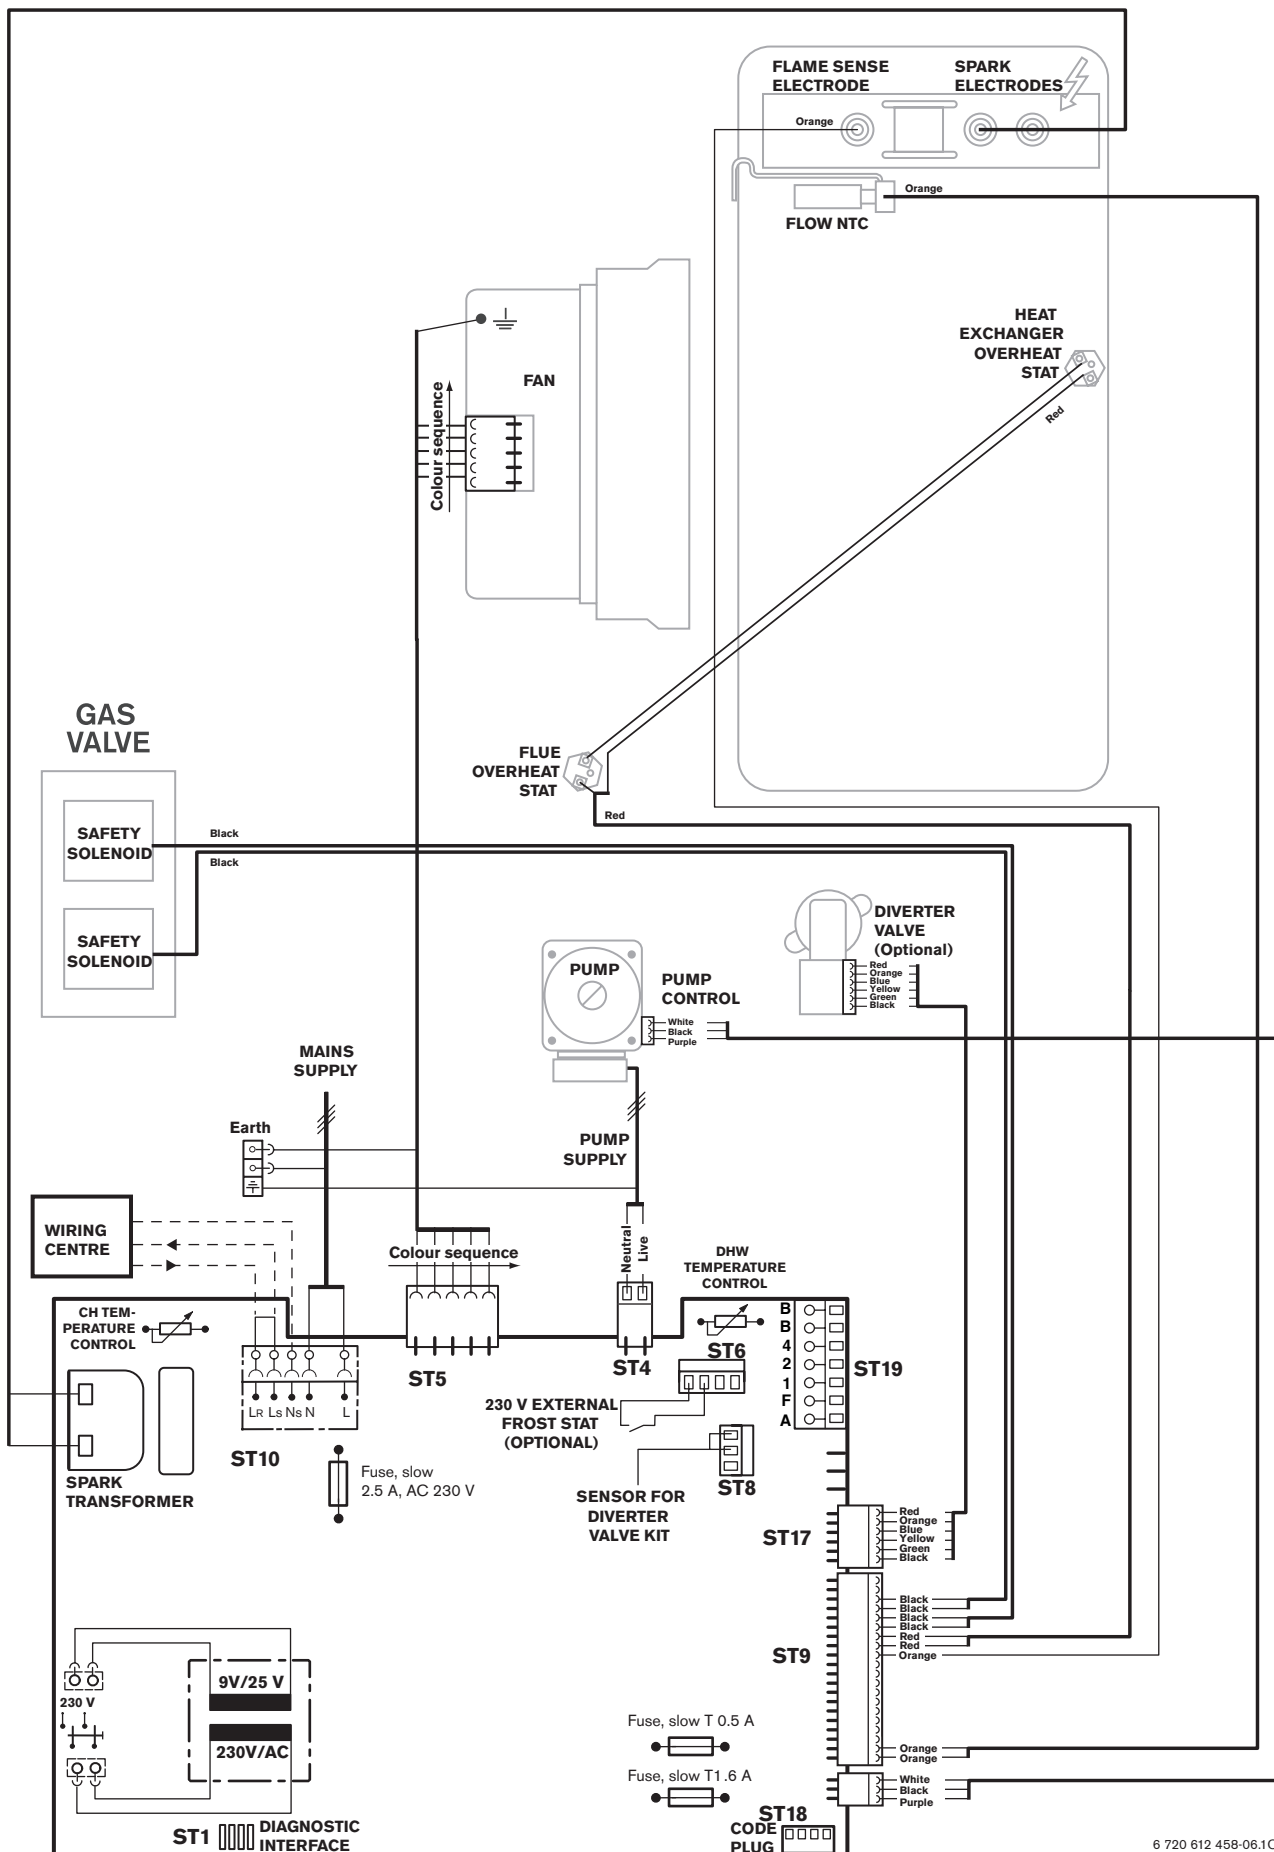 FLAME SENSE
ELECTRODE
SPARK
ELECTRODES
Orange
Orange
FLOW NTC
HEAT
EXCHANGER
OVERHEAT
STAT
Red
FAN
Colour sequence
GAS
VALVE
FLUE
OVERHEAT
STAT
Red
SAFETY
SOLENOID
Black
Black
SAFETY
SOLENOID
PUMP
PUMP
CONTROL
White
Black
Purple
DIVERTER
VALVE
(Optional)
Red
Orange
Blue
Yellow
Green
Black
MAINS
SUPPLY
Earth
PUMP
SUPPLY
WIRING
CENTRE
Colour sequence
Neutral
Live
DHW
TEMPERATURE
CONTROL
CH TEM-
PERATURE
CONTROL
B
B
4
2
1
F
A
ST19
ST5
ST4
ST6
LR LS NS N L
ST10
230 V EXTERNAL
FROST STAT
(OPTIONAL)
SPARK
TRANSFORMER
Fuse, slow
2.5 A, AC 230 V
ST8
SENSOR FOR
DIVERTER
VALVE KIT
ST17
Red
Orange
Blue
Yellow
Green
Black
ST9
Black
Black
Black
Black
Red
Red
Orange
Orange
Orange
9V/25 V
230 V
230V/AC
Fuse, slow T 0.5 A
Fuse, slow T1.6 A
White
Black
Purple
ST18
CODE
PLUG
ST1
DIAGNOSTIC
INTERFACE
6 720 612 458-06.1O